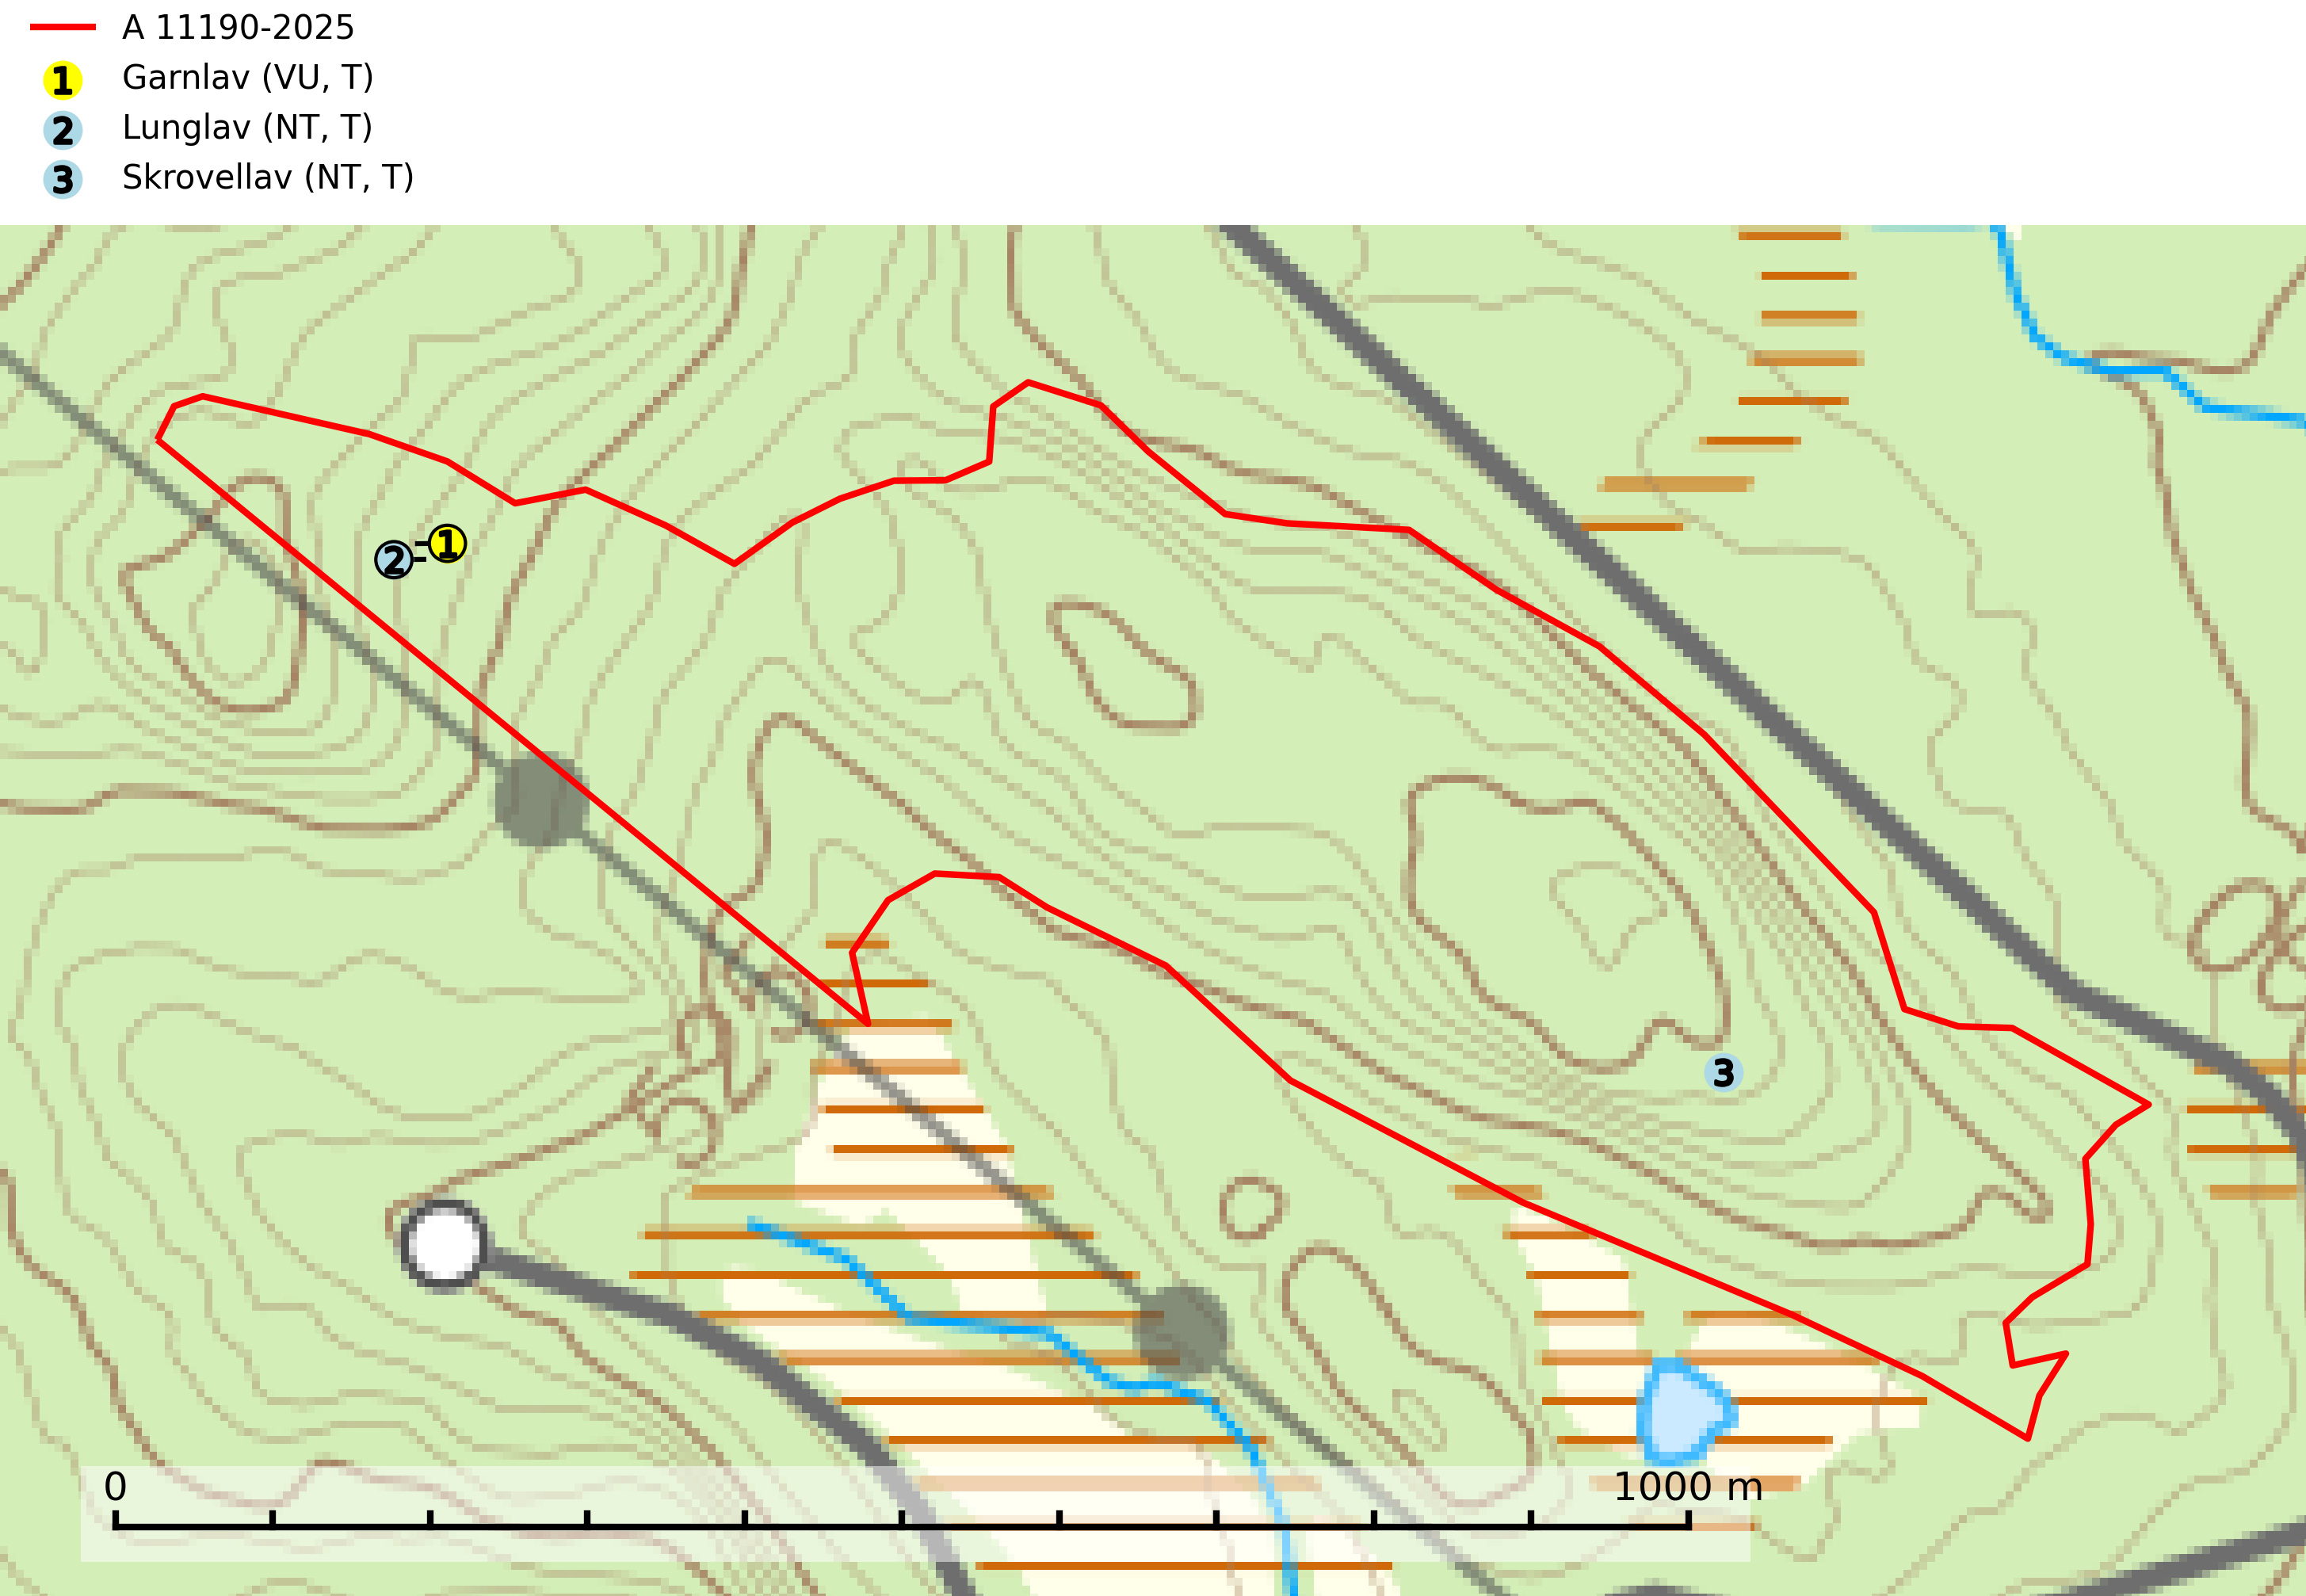 A 11190-2025
1 Garnlav (VU, T)
2 Lunglav (NT, T)
3 Skrovellav (NT, T)
1
2
3
0 1000 m